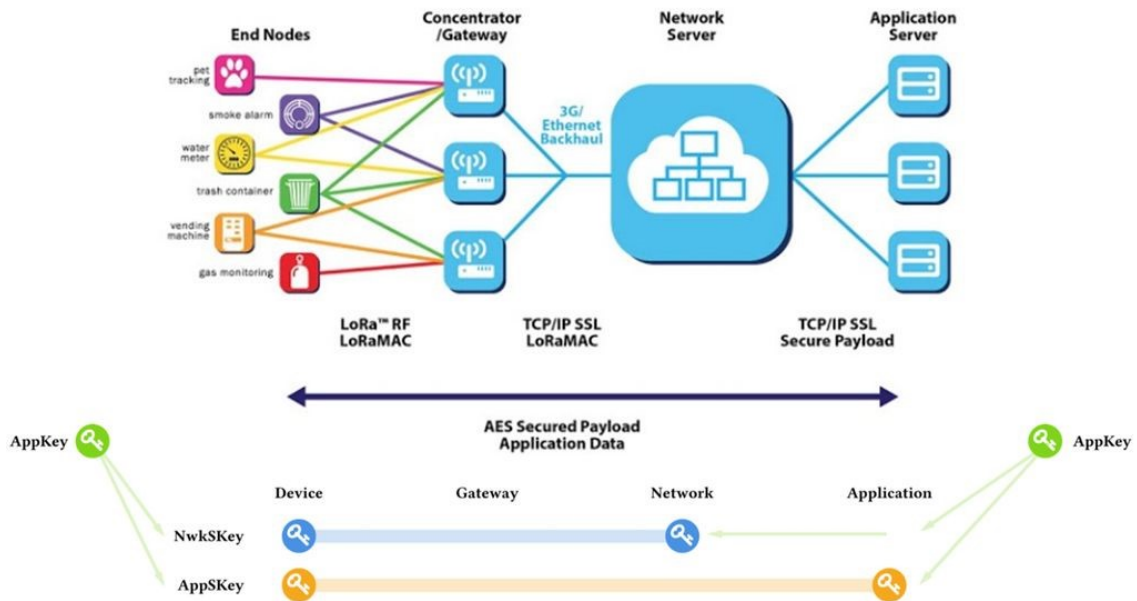 End Nodes
Concentrator
/Gateway
Network
Server
Application
Server
pet
tracking
smoke alarm
water
meter
trash container
vending
machine
gas monitoring
3G/
Ethernet
Backhaul
LoRa™ RF
LoRaMAC
TCP/IP SSL
LoRaMAC
TCP/IP SSL
Secure Payload
AES Secured Payload
Application Data
AppKey
AppKey
Device
Gateway
Network
Application
NwkSKey
AppSKey